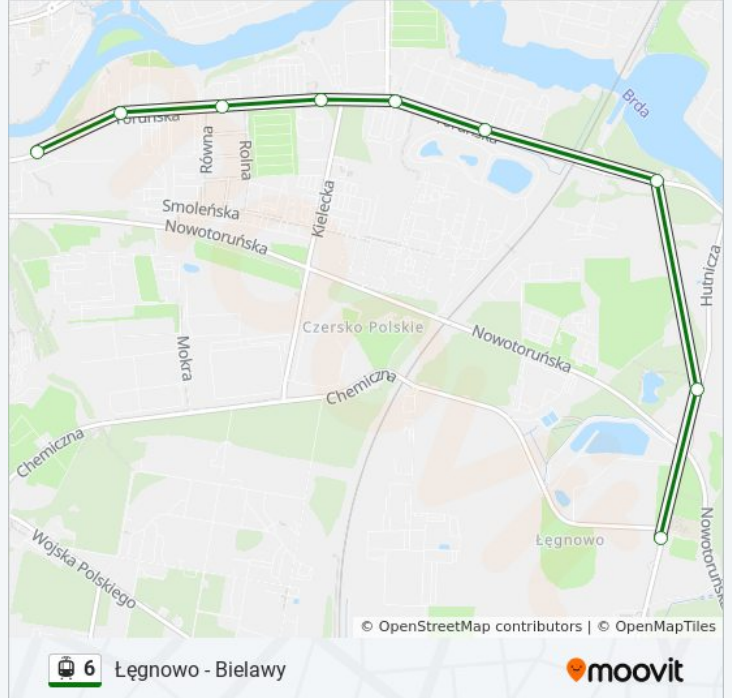 Brda
Toruńska
Toruńska
Równa
Rolna
Kielecka
Smoleńska
Nowotoruńska
Hutnicza
Czersko Polskie
Nowotoruńska
Mokra
Chemiczna
Chemiczna
Nowotoruńska
Łęgnowo
Wojska Polskiego
© OpenStreetMap contributors | © OpenMapTiles
6 Łęgnowo - Bielawy
moovit